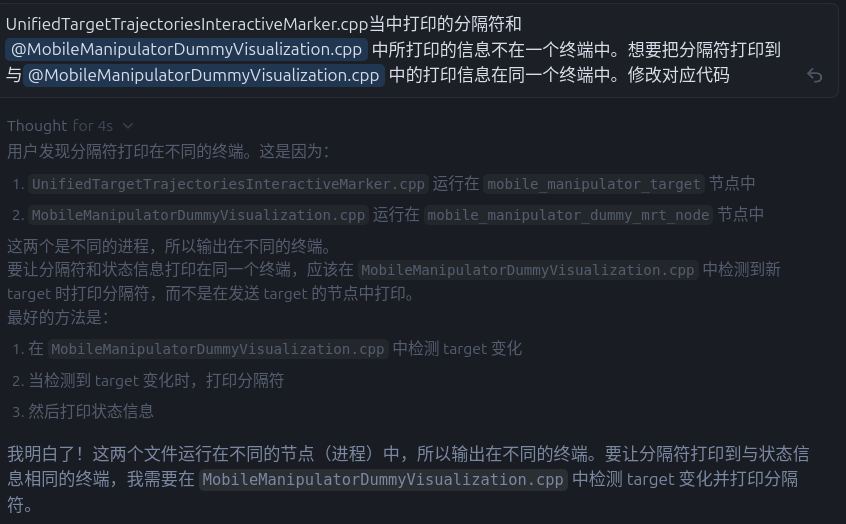 UnifiedTargetTrajectoriesInteractiveMarker.cpp当中打印的分隔符和
@MobileManipulatorDummyVisualization.cpp 中所打印的信息不在一个终端中。想要把分隔符打印到
与 @MobileManipulatorDummyVisualization.cpp 中的打印信息在同一个终端中。修改对应代码
Thought for 4s
用户发现分隔符打印在不同的终端。这是因为：
1. UnifiedTargetTrajectoriesInteractiveMarker.cpp 运行在 mobile_manipulator_target 节点中
2. MobileManipulatorDummyVisualization.cpp 运行在 mobile_manipulator_dummy_mrt_node 节点中
这两个是不同的进程，所以输出在不同的终端。
要让分隔符和状态信息打印在同一个终端，应该在 MobileManipulatorDummyVisualization.cpp 中检测到新
target 时打印分隔符，而不是在发送 target 的节点中打印。
最好的方法是：
1. 在 MobileManipulatorDummyVisualization.cpp 中检测 target 变化
2. 当检测到 target 变化时，打印分隔符
3. 然后打印状态信息
我明白了！这两个文件运行在不同的节点（进程）中，所以输出在不同的终端。要让分隔符打印到与状态信
息相同的终端，我需要在 MobileManipulatorDummyVisualization.cpp 中检测 target 变化并打印分隔
符。